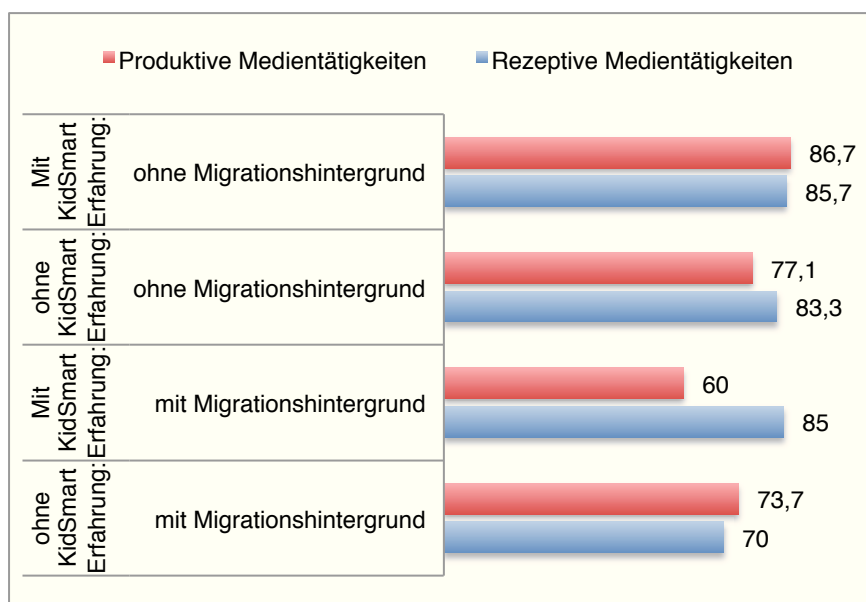 Produktive Medientätigkeiten Rezeptive Medientätigkeiten
Mit
KidSmart
Erfahrung:
ohne Migrationshintergrund
86,7
85,7
ohne
KidSmart
Erfahrung:
ohne Migrationshintergrund
77,1
83,3
Mit
KidSmart
Erfahrung:
mit Migrationshintergrund
60
85
ohne
KidSmart
Erfahrung:
mit Migrationshintergrund
73,7
70